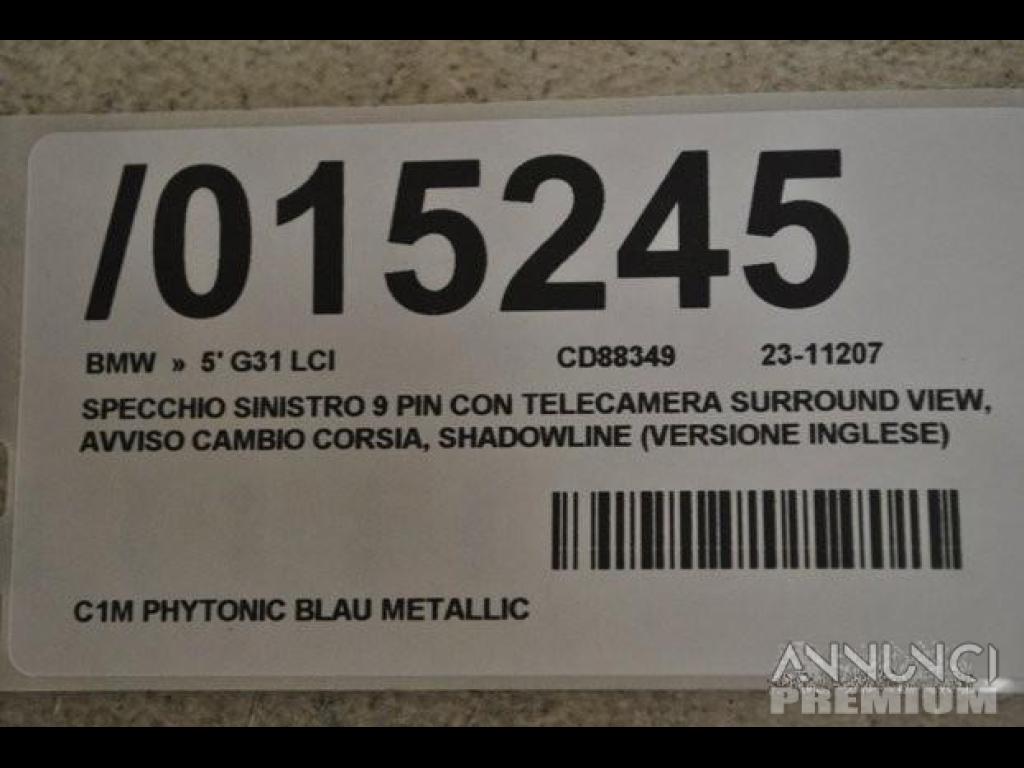 /015245
BMW » 5' G31 LCI CD88349 23-11207
SPECCHIO SINISTRO 9 PIN CON TELECAMERA SURROUND VIEW,
AVVISO CAMBIO CORSIA, SHADOWLINE (VERSIONE INGLESE)
C1M PHYTONIC BLAU METALLIC
ANNUNCI
PREMIUM